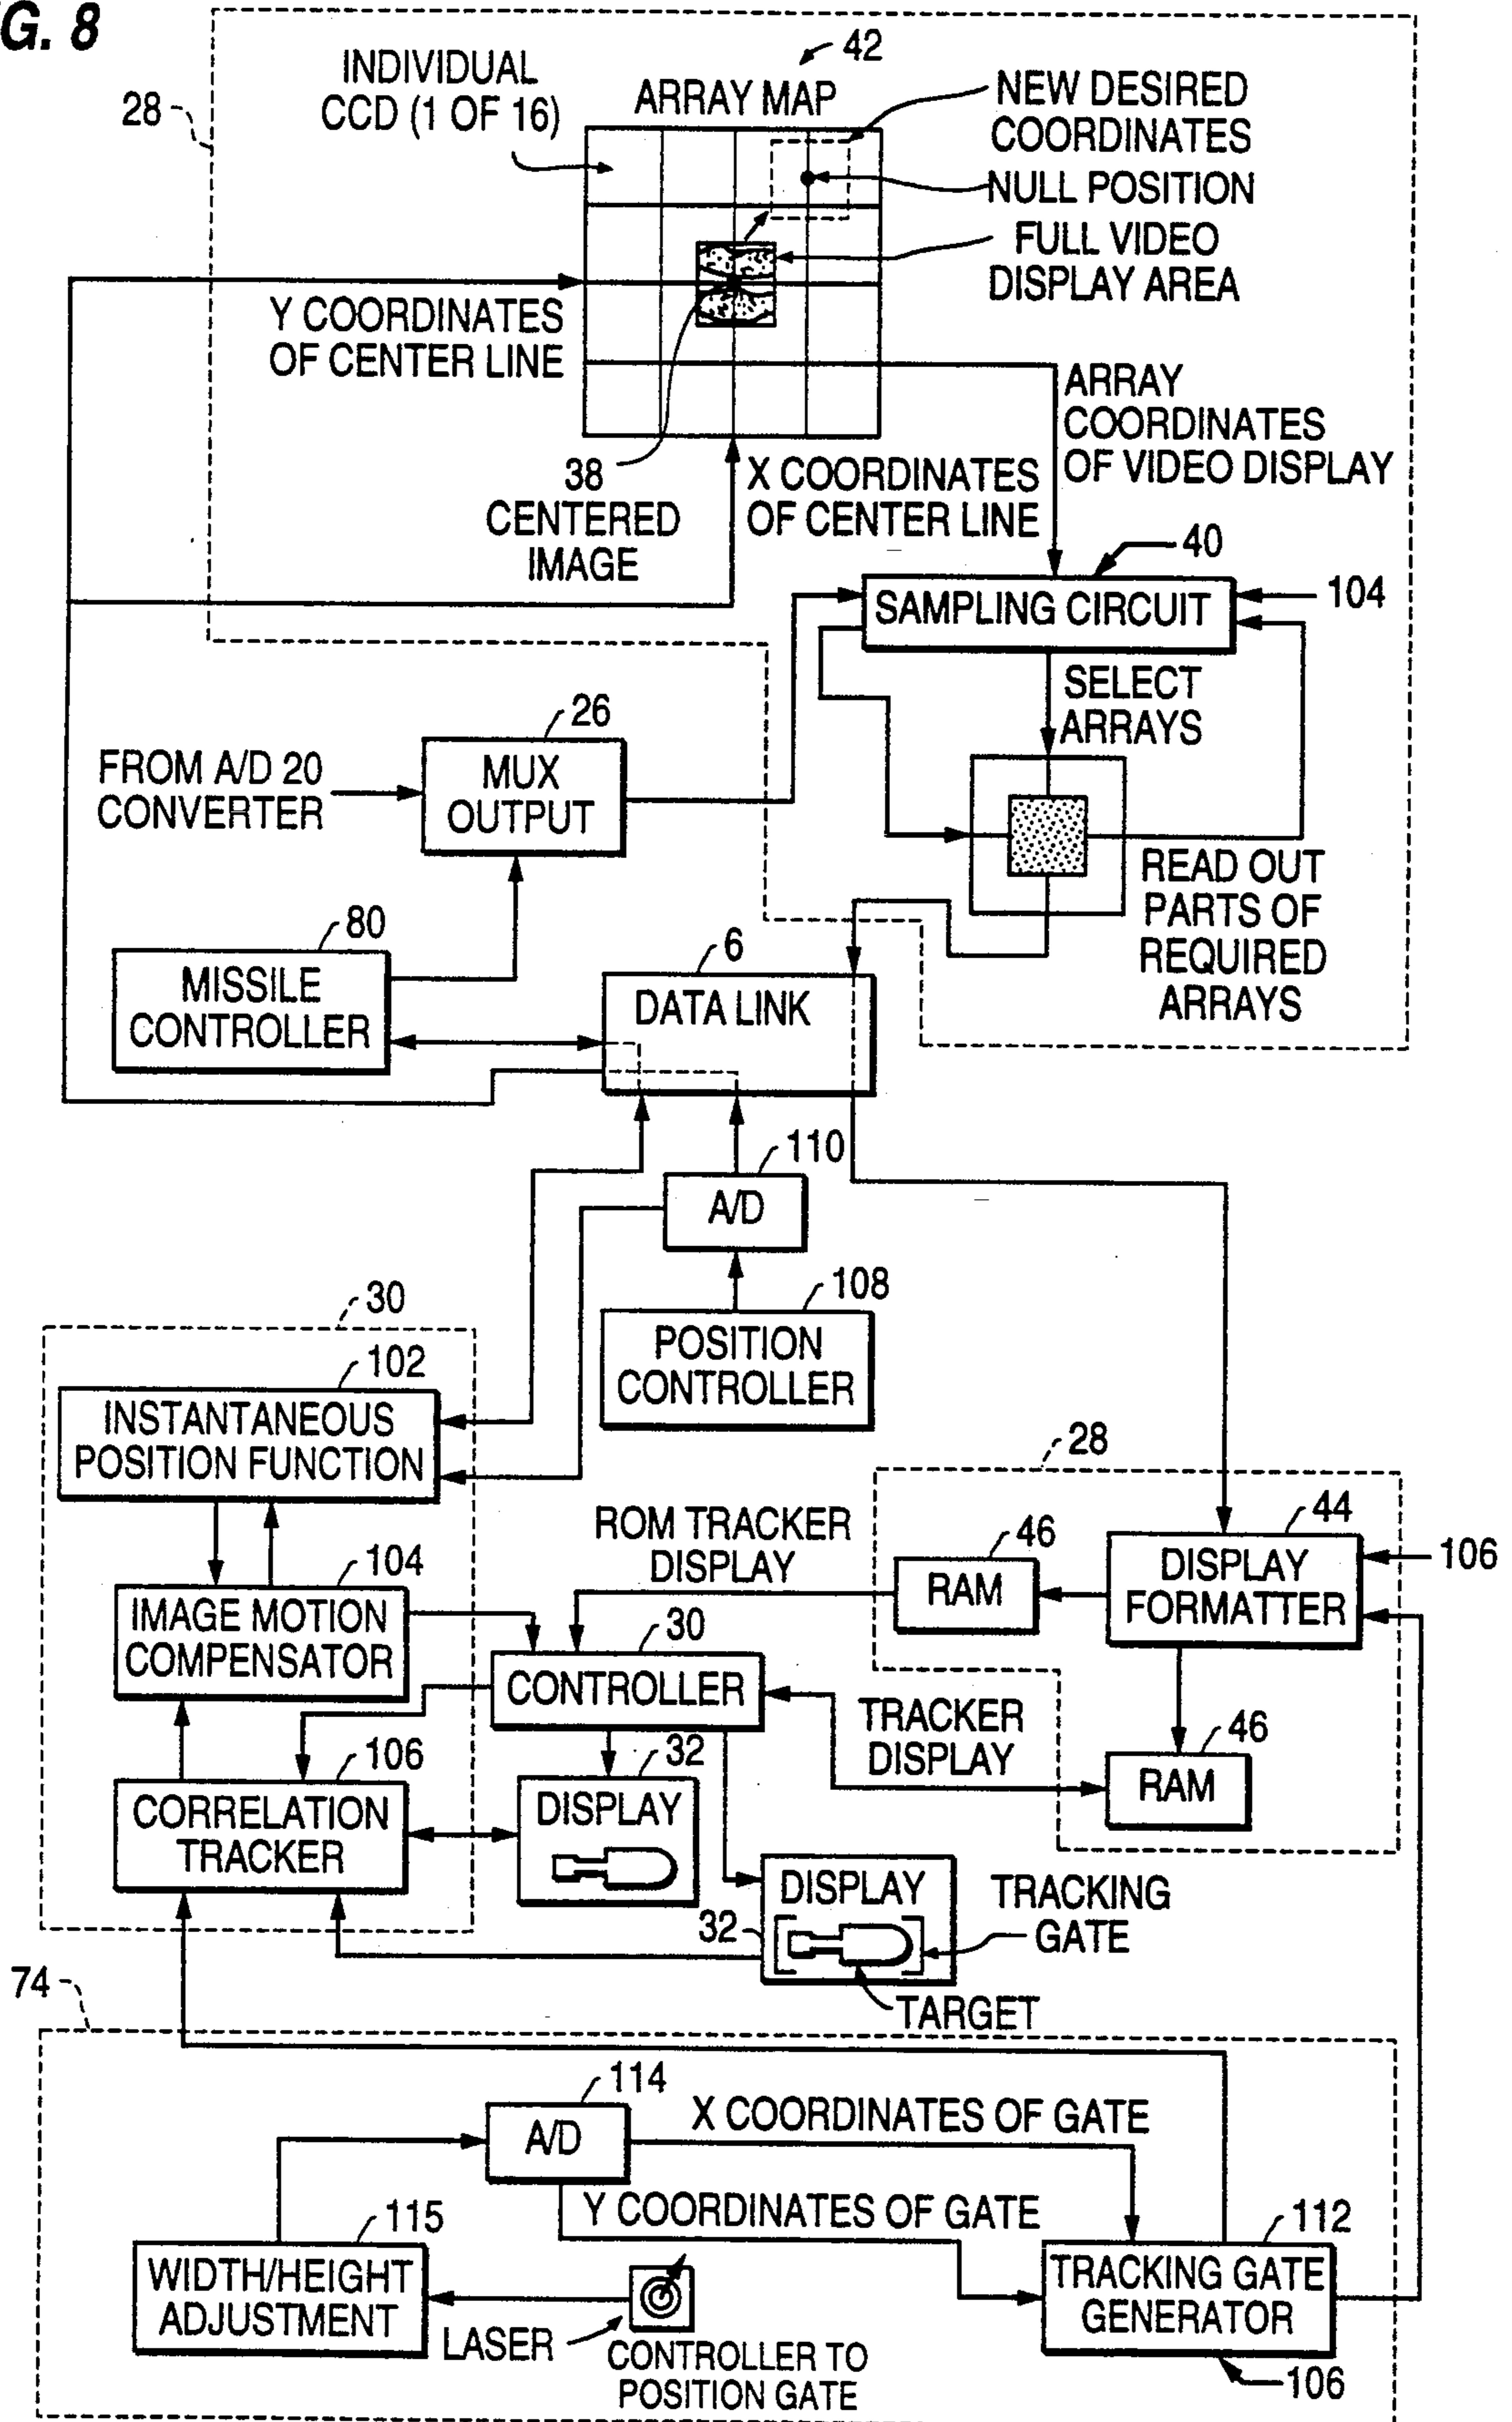 G. 8
42
INDIVIDUAL
CCD (1 OF 16)
ARRAY MAP
NEW DESIRED
COORDINATES
28
NULL POSITION
FULL VIDEO
DISPLAY AREA
Y COORDINATES
OF CENTER LINE
ARRAY
COORDINATES
OF VIDEO DISPLAY
38
CENTERED
IMAGE
X COORDINATES
OF CENTER LINE
40
SAMPLING CIRCUIT
104
SELECT
ARRAYS
26
FROM A/D 20
CONVERTER
MUX
OUTPUT
READ OUT
PARTS OF
REQUIRED
ARRAYS
80
MISSILE
CONTROLLER
6
DATA LINK
110
A/D
108
POSITION
CONTROLLER
30
102
INSTANTANEOUS
POSITION FUNCTION
28
44
ROM TRACKER
DISPLAY
46
RAM
DISPLAY
FORMATTER
106
104
IMAGE MOTION
COMPENSATOR
30
CONTROLLER
TRACKER
DISPLAY
46
RAM
106
CORRELATION
TRACKER
32
DISPLAY
DISPLAY
32
TRACKING
GATE
TARGET
74
114
A/D
X COORDINATES OF GATE
Y COORDINATES OF GATE
115
WIDTH/HEIGHT
ADJUSTMENT
LASER
CONTROLLER TO
POSITION GATE
112
TRACKING GATE
GENERATOR
106